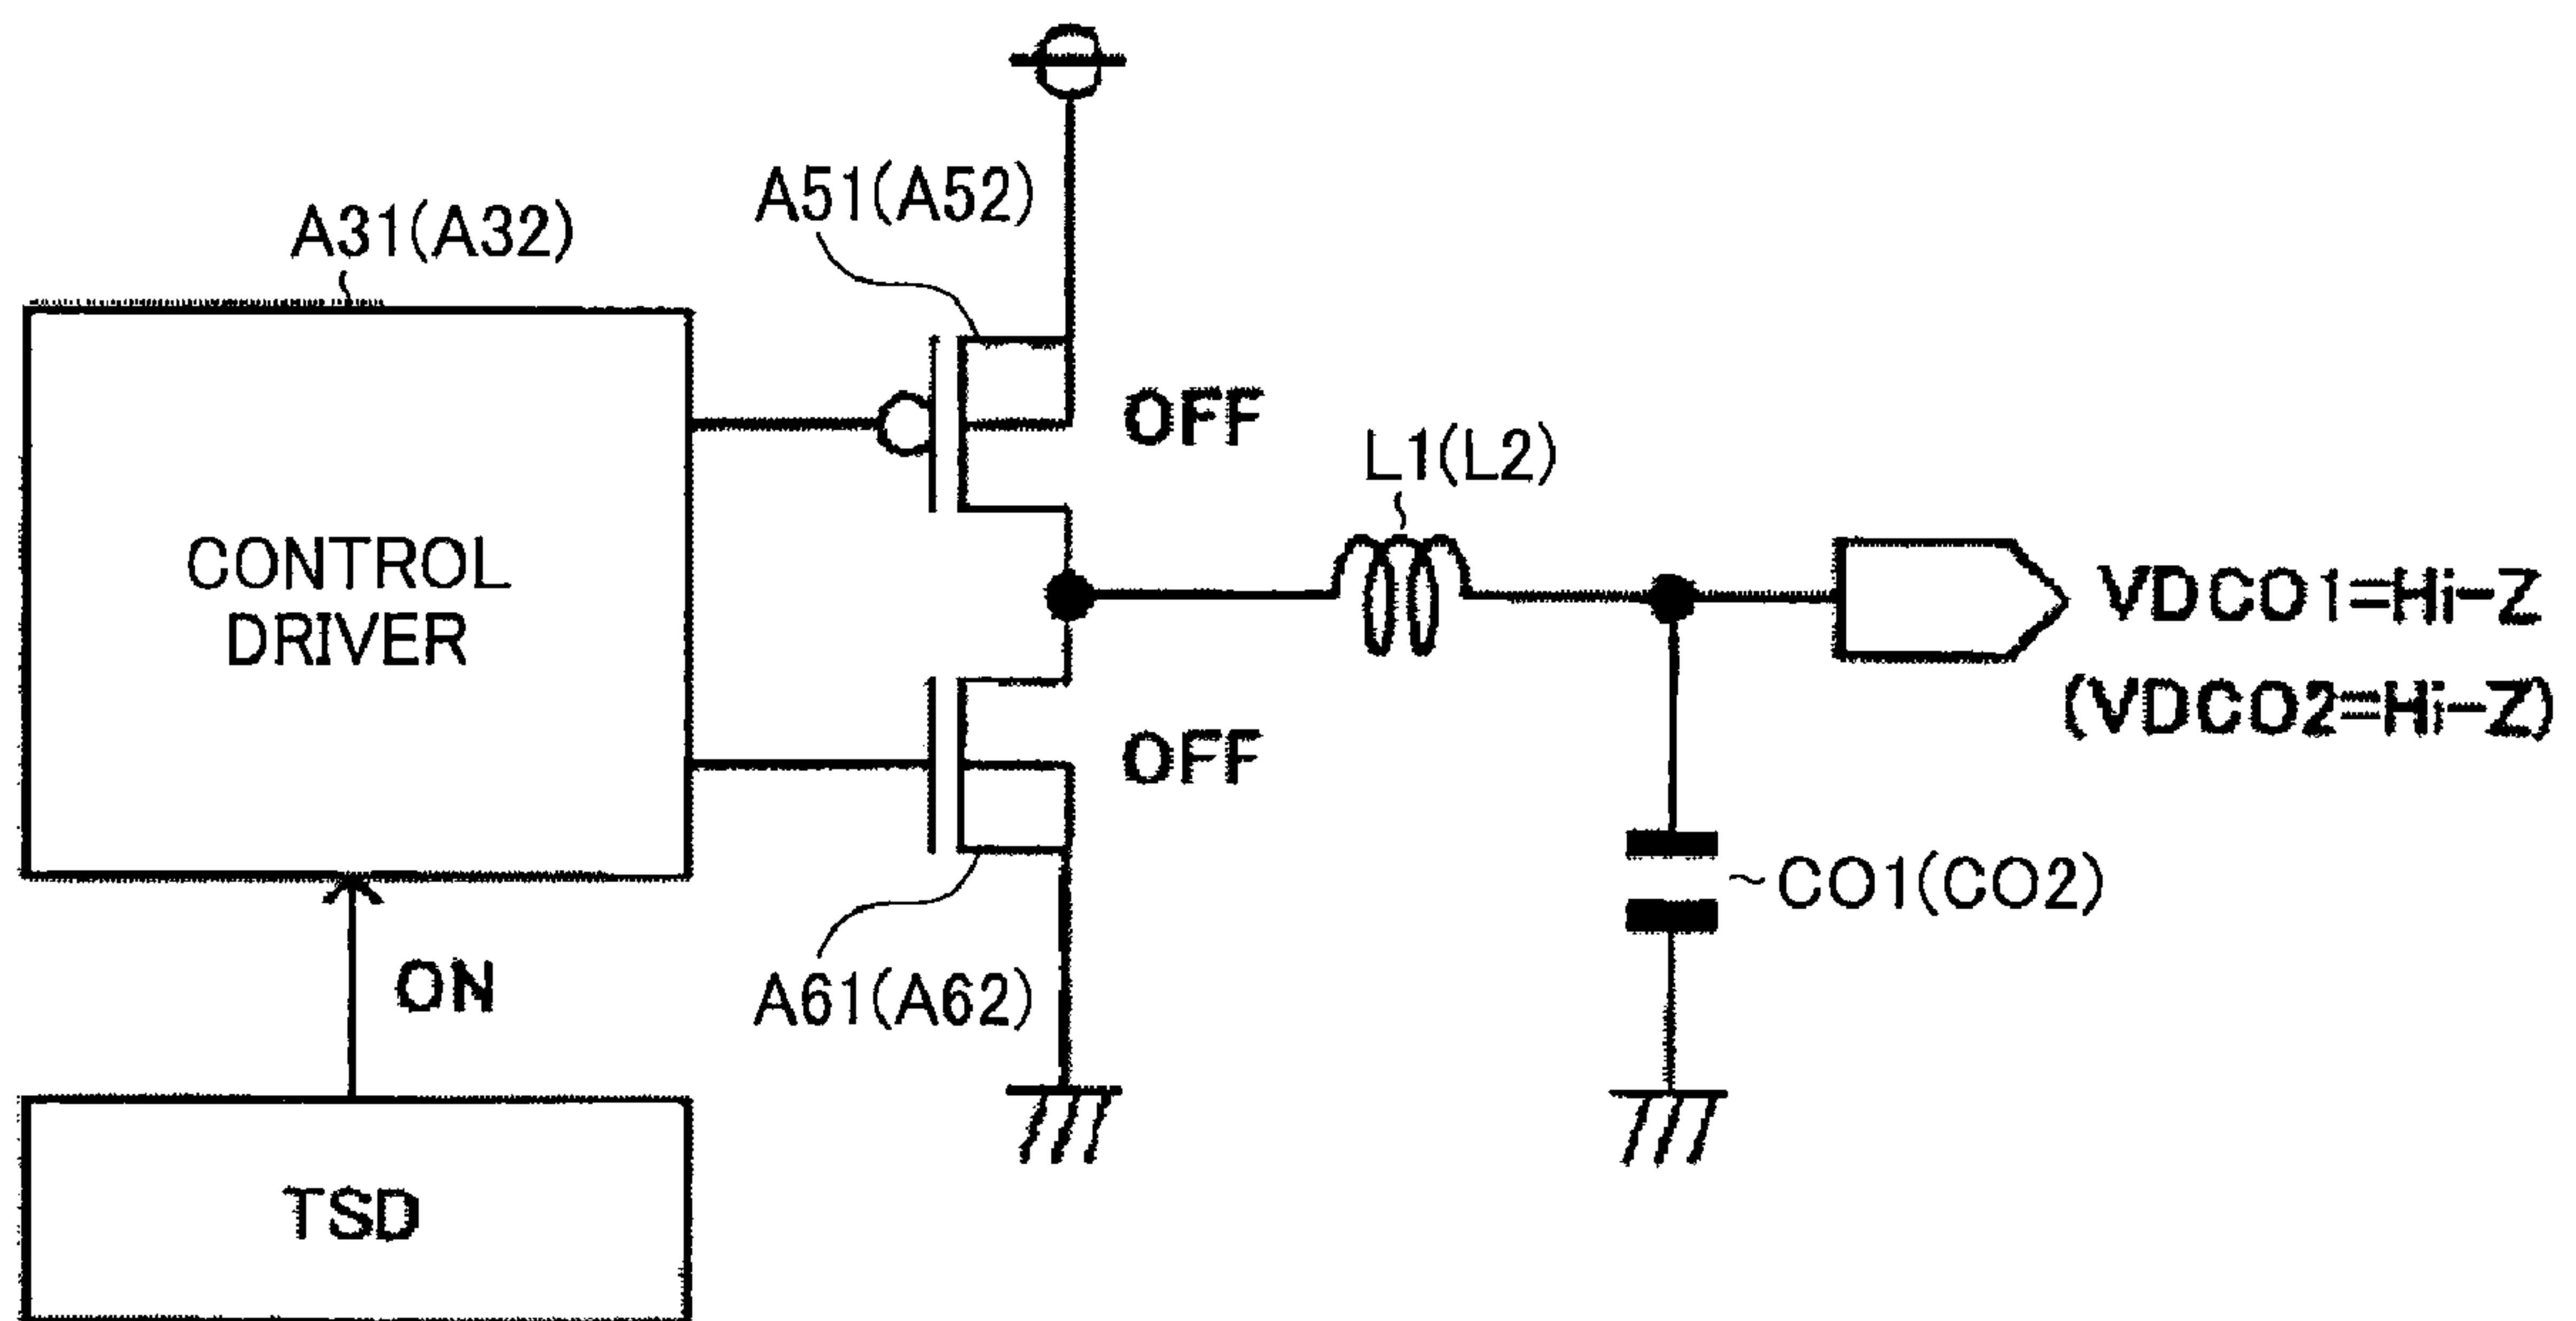 A51(A52)
A31(A32)
OFF
L1(L2)
CONTROL
DRIVER
VDCO1=Hi-Z
(VDCO2=Hi-Z)
OFF
CO1(CO2)
ON
A61(A62)
TSD